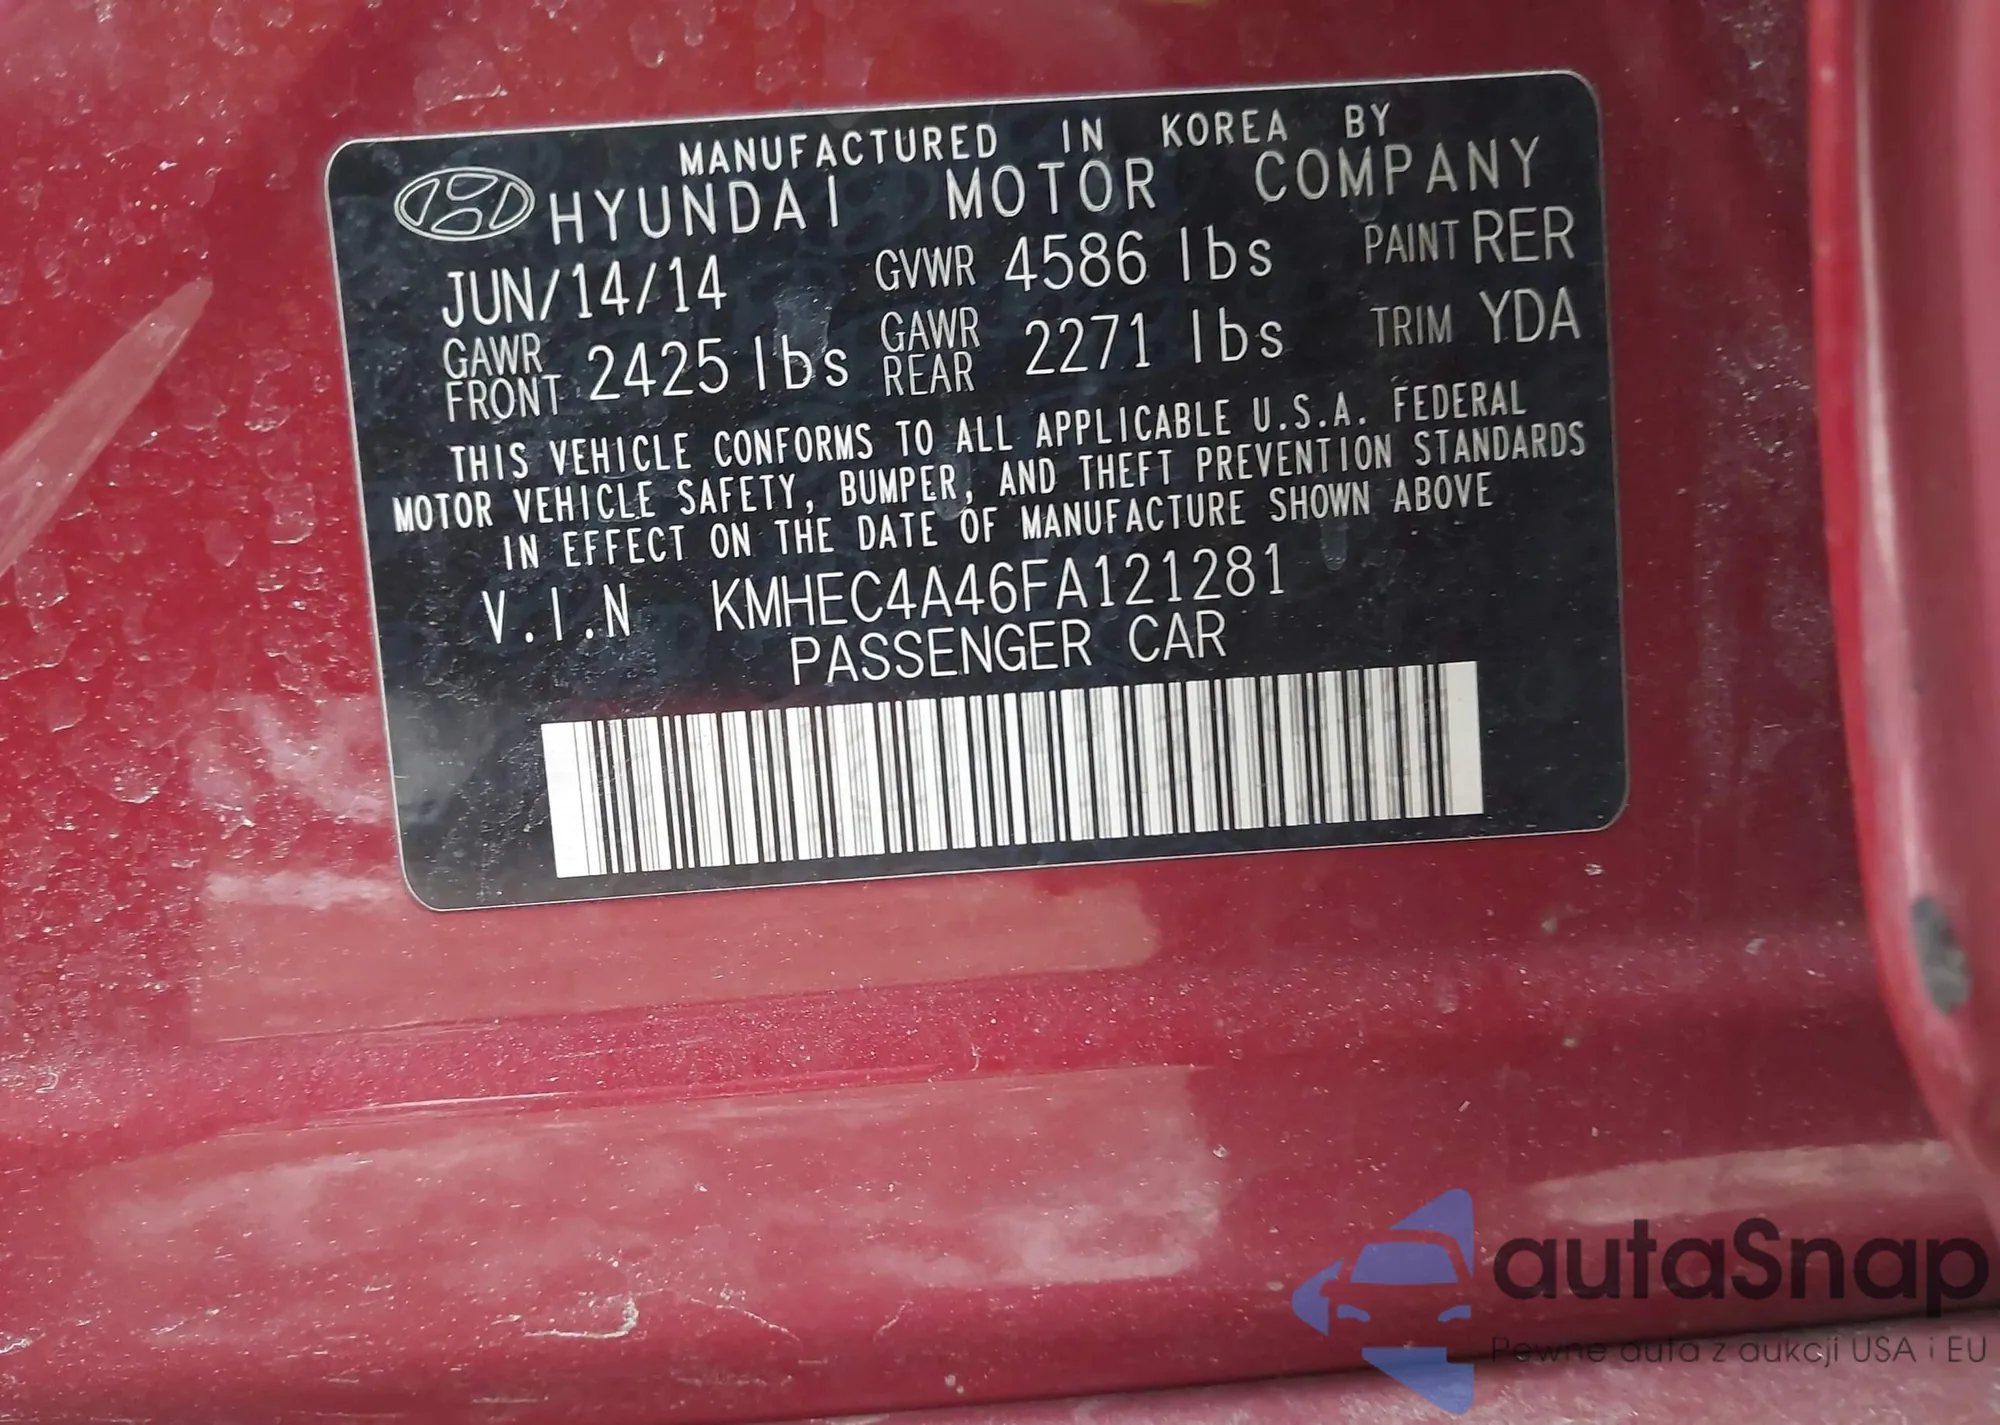 MANUFACTURED IN KOREA BY
HYUNDAI MOTOR COMPANY
JUN/14/14 GVWR 4586 lbs PAINT RER
GAWR FRONT 2425 lbs GAWR REAR 2271 lbs TRIM YDA
THIS VEHICLE CONFORMS TO ALL APPLICABLE U.S.A. FEDERAL
MOTOR VEHICLE SAFETY, BUMPER, AND THEFT PREVENTION STANDARDS
IN EFFECT ON THE DATE OF MANUFACTURE SHOWN ABOVE
V.I.N KMHEC4A46FA121281
PASSENGER CAR
autaSnap
Pewne auta z aukcji USA i EU